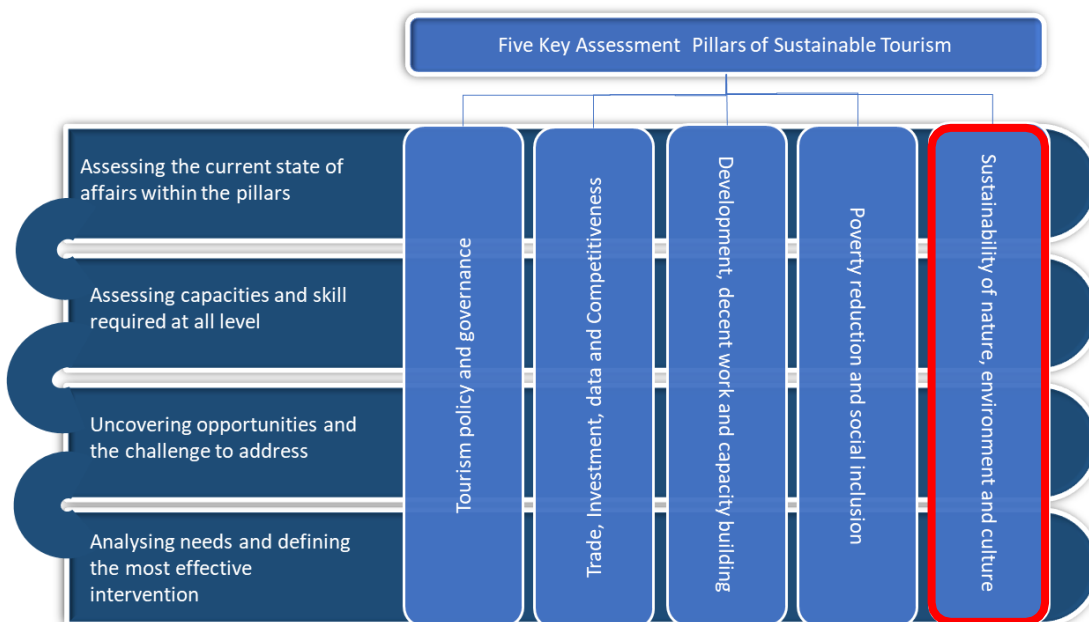 Five Key Assessment Pillars of Sustainable Tourism
Assessing the current state of
affairs within the pillars
Assessing capacities and skill
required at all level
Uncovering opportunities and
the challenge to address
Analysing needs and defining
the most effective
intervention
Tourism policy and governance
Trade, Investment, data and Competitiveness
Development, decent work and capacity building
Poverty reduction and social inclusion
Sustainability of nature, environment and culture